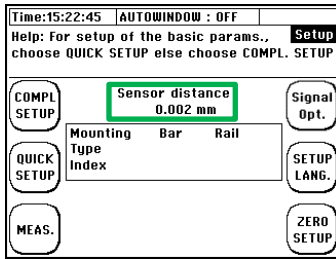 Time:15:22:45 AUTOWINDOW : OFF
Help: For setup of the basic params., Setup
choose QUICK SETUP else choose COMPL. SETUP
COMPL SETUP
Sensor distance
0.002 mm
Signal Opt.
Mounting Bar Rail
Type
Index
QUICK SETUP
SETUP LANG.
MEAS.
ZERO SETUP